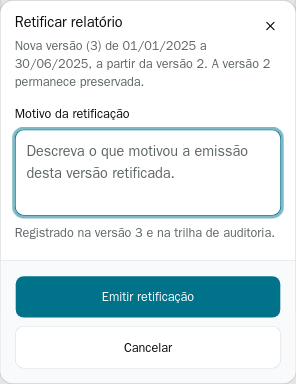 Retificar relatório
Nova versão (3) de 01/01/2025 a
30/06/2025, a partir da versão 2. A versão 2
permanece preservada.
Motivo da retificação
Descreva o que motivou a emissão
desta versão retificada.
Registrado na versão 3 e na trilha de auditoria.
Emitir retificação
Cancelar